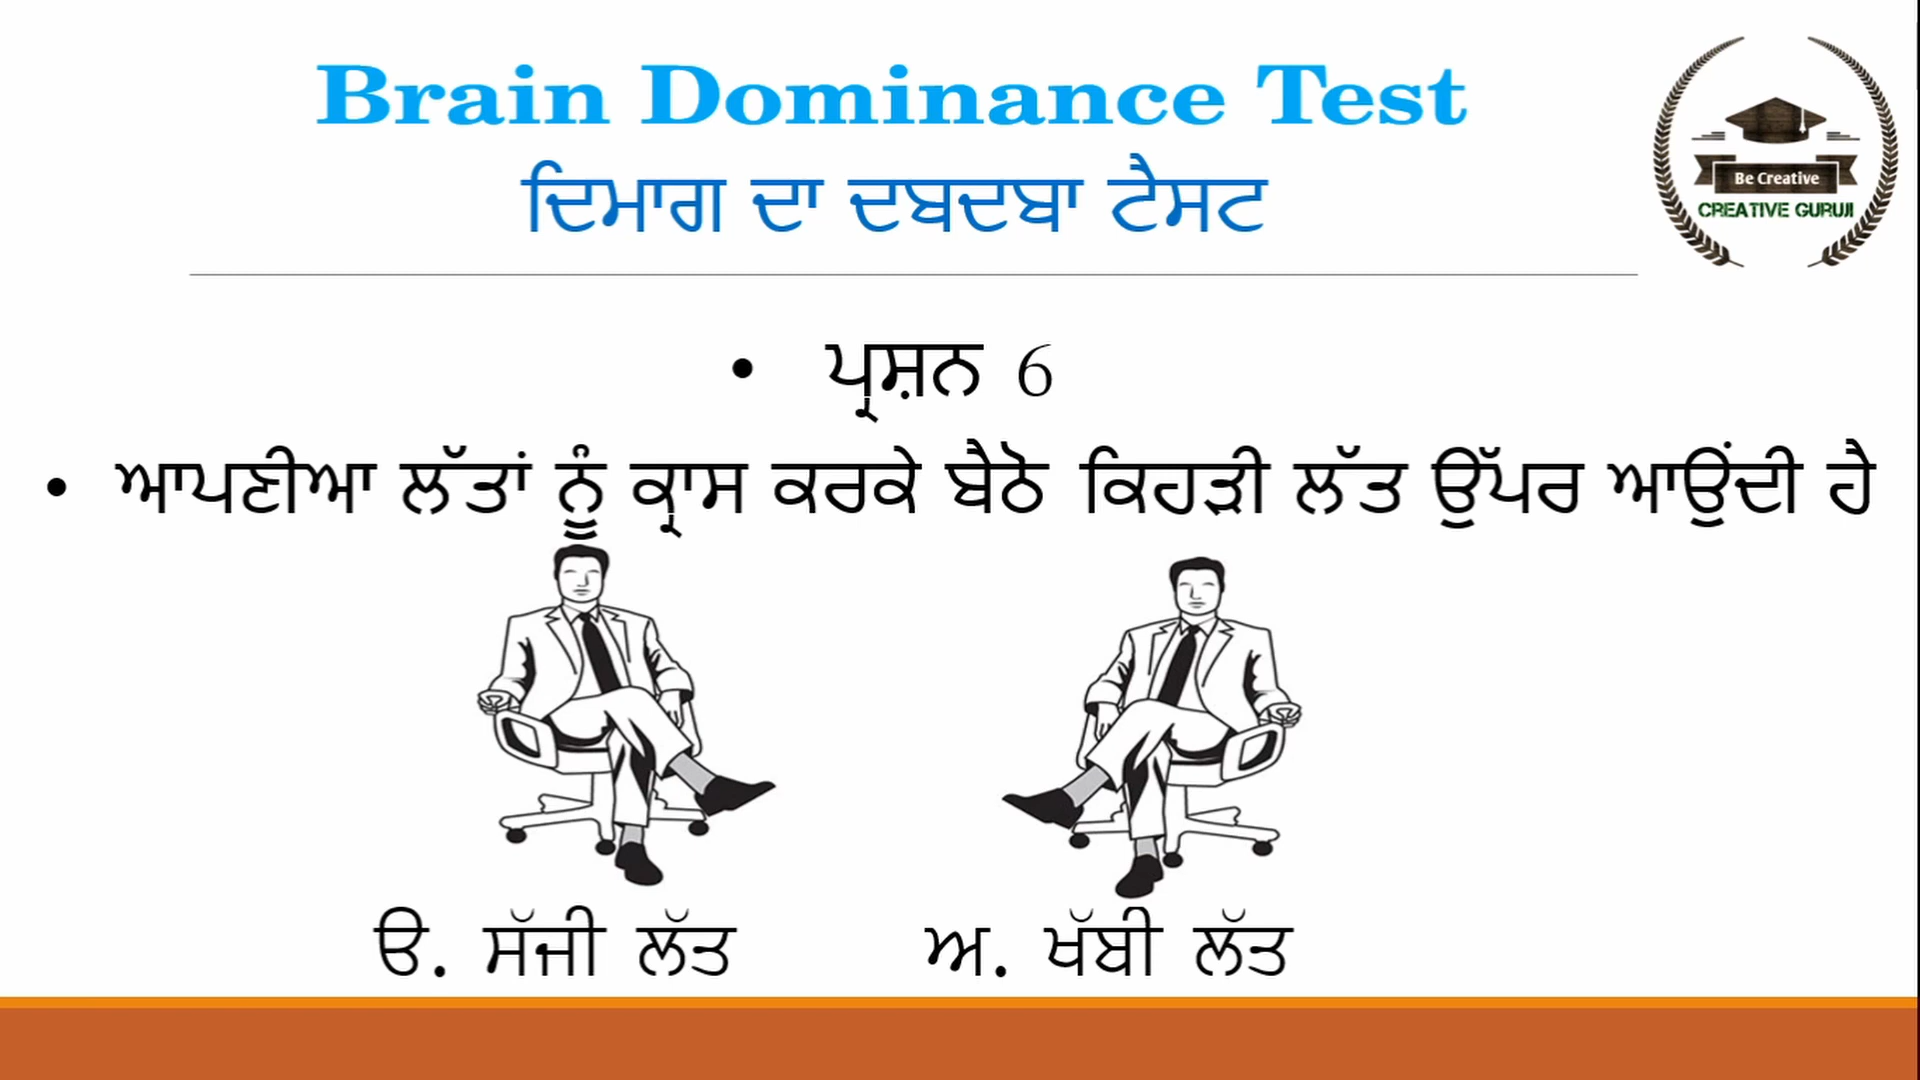 Brain Dominance Test
ਦਿਮਾਗ ਦਾ ਦਬਦਬਾ ਟੈਸਟ
Be Creative
CREATIVE GURUJI
• ਪ੍ਰਸ਼ਨ 6
• ਆਪਣੀਆ ਲੱਤਾਂ ਨੂੰ ਕ੍ਰਾਸ ਕਰਕੇ ਬੈਠੋ ਕਿਹੜੀ ਲੱਤ ਉੱਪਰ ਆਉਂਦੀ ਹੈ
ੳ. ਸੱਜੀ ਲੱਤ
ਅ. ਖੱਬੀ ਲੱਤ